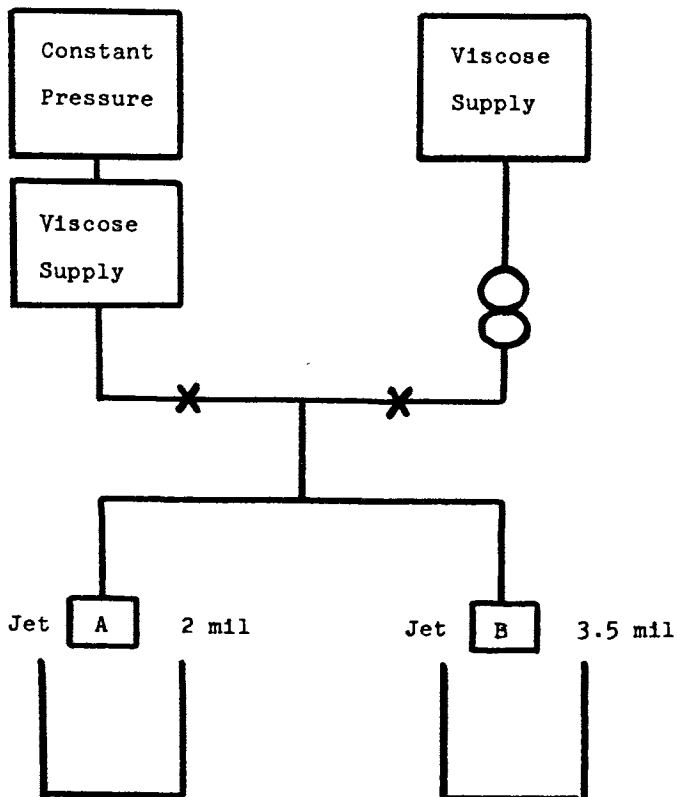 Constant
Pressure
Viscose
Supply
Viscose
Supply
Jet A 2 mil
Jet B 3.5 mil